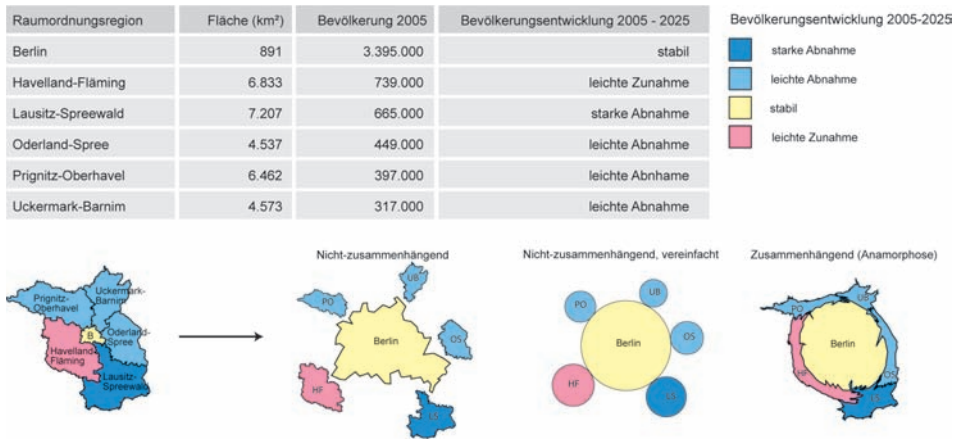 Raumordnungsregion Fläche (km²) Bevölkerung 2005 Bevölkerungsentwicklung 2005 - 2025
Berlin 891 3.395.000 stabil
Havelland-Fläming 6.833 739.000 leichte Zunahme
Lausitz-Spreewald 7.207 665.000 starke Abnahme
Oderland-Spree 4.537 449.000 leichte Abnahme
Prignitz-Oberhavel 6.462 397.000 leichte Abnhame
Uckermark-Barnim 4.573 317.000 leichte Abnahme
Bevölkerungsentwicklung 2005-2025
starke Abnahme
leichte Abnahme
stabil
leichte Zunahme
Prignitz-
Oberhavel
Uckermark-
Barnim
B
Oderland-
Spree
Havelland-
Fläming
Lausitz-
Spreewald
Nicht-zusammenhängend
UB
PO
Berlin
OS
HF
LS
Nicht-zusammenhängend, vereinfacht
UB
PO
Berlin
OS
HF
LS
Zusammenhängend (Anamorphose)
UB
PO
Berlin
HF
OS
LS